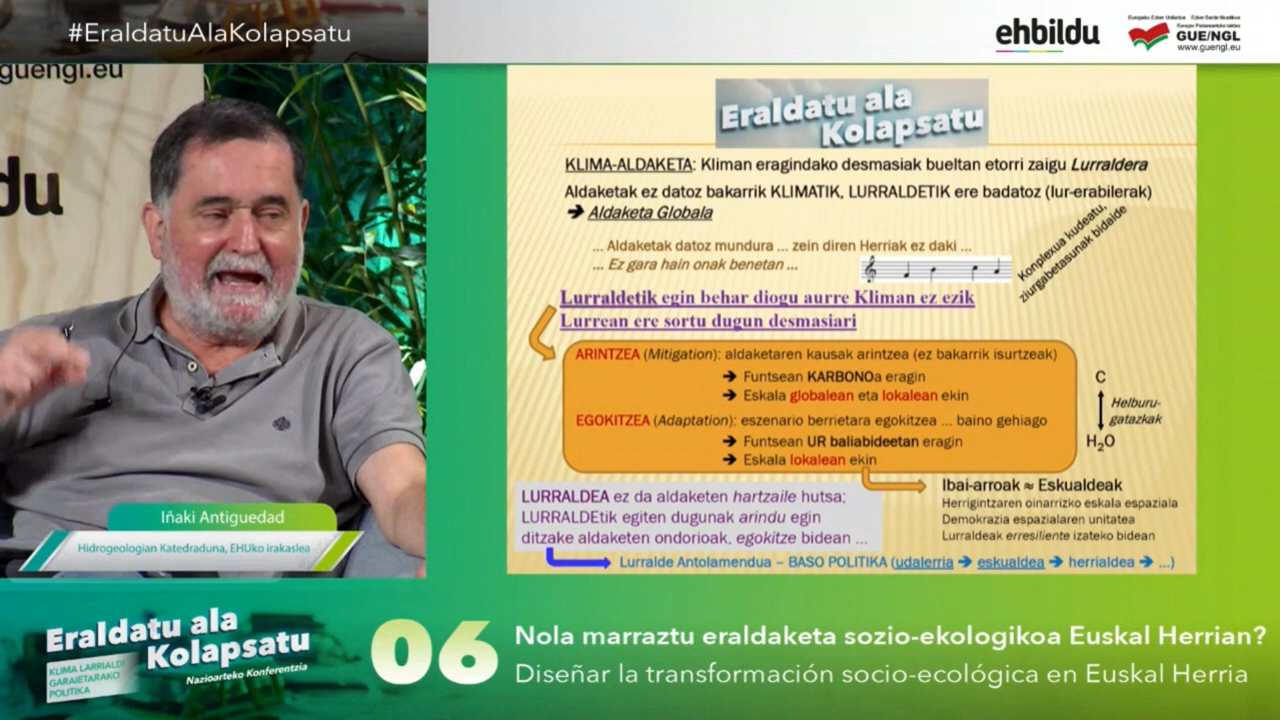 #EraldatuAlaKolapsatu
ehbildu
GUE/NGL
www.guengl.eu
guengl.eu
du
Eraldatu ala
Kolapsatu
KLIMA-ALDAKETA: Kliman eragindako desmasiak bueltan etorri zaigu Lurraldera
Aldaketak ez datoz bakarrik KLIMATIK, LURRALDETIK ere badatoz (lur-erabilerak)
➔ Aldaketa Globala
... Aldaketak datoz mundura ... zein diren Herriak ez daki ...
... Ez gara hain onak benetan ...
Konplexua kudeatu,
ziurgabetasunak bidaide
Lurraldetik egin behar diogu aurre Kliman ez ezik
Lurrean ere sortu dugun desmasiari
ARINTZEA (Mitigation): aldaketaren kausak arintzea (ez bakarrik isurtzeak)
➔ Funtsean KARBONOa eragin
➔ Eskala globalean eta lokalean ekin
EGOKITZEA (Adaptation): eszenario berrietara egokitzea ... baino gehiago
➔ Funtsean UR baliabideetan eragin
➔ Eskala lokalean ekin
C
Helburu-
gatazkak
H₂O
Ibai-arroak ≈ Eskualdeak
Herrigintzaren oinarrizko eskala espaziala
Demokrazia espazialaren unitatea
Lurraldeak erresiliente izateko bidean
LURRALDEA ez da aldaketen hartzaile hutsa;
LURRALDEtik egiten dugunak arindu egin
ditzake aldaketen ondorioak, egokitze bidean ...
Lurralde Antolamendua – BASO POLITIKA (udalerria ➔ eskualdea ➔ herrialdea ➔ ...)
Iñaki Antiguedad
Hidrogeologian Katedraduna, EHUko irakaslea
Eraldatu ala
Kolapsatu
KLIMA LARRIALDI
GARAIETARAKO
POLITIKA
Nazioarteko Konferentzia
06
Nola marraztu eraldaketa sozio-ekologikoa Euskal Herrian?
Diseñar la transformación socio-ecológica en Euskal Herria